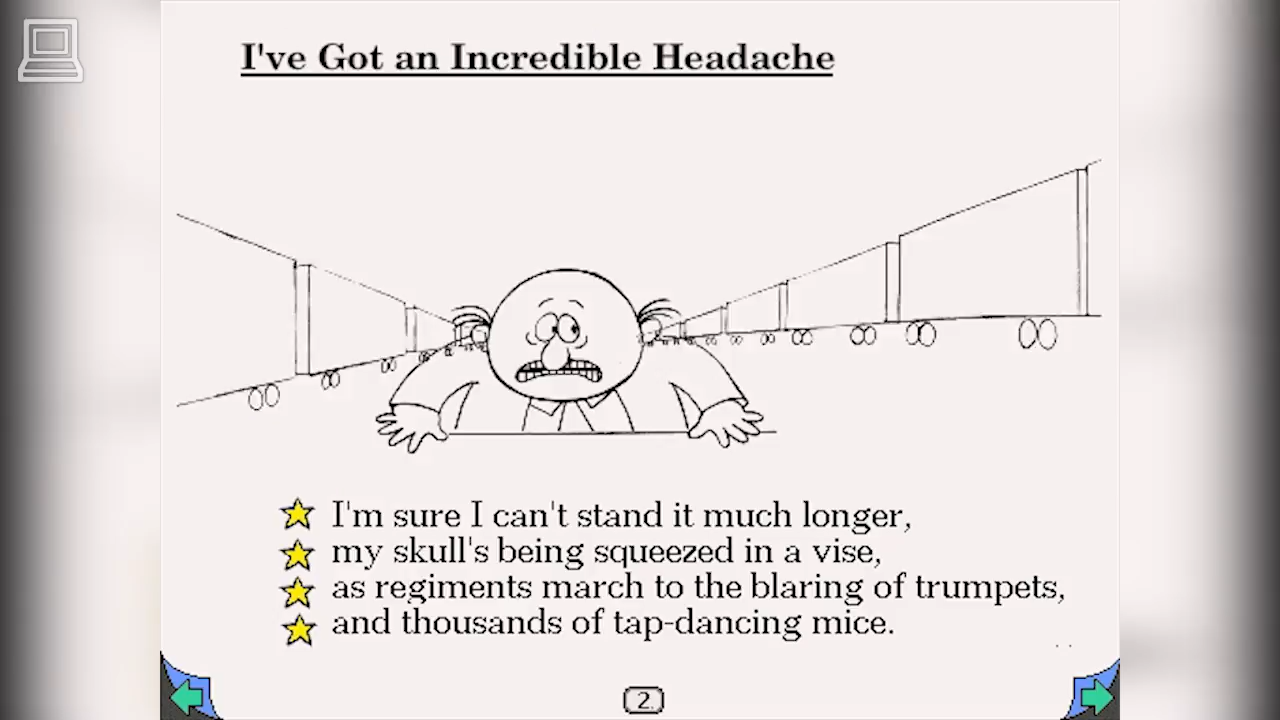 I've Got an Incredible Headache
I'm sure I can't stand it much longer,
my skull's being squeezed in a vise,
as regiments march to the blaring of trumpets,
and thousands of tap-dancing mice.
2.